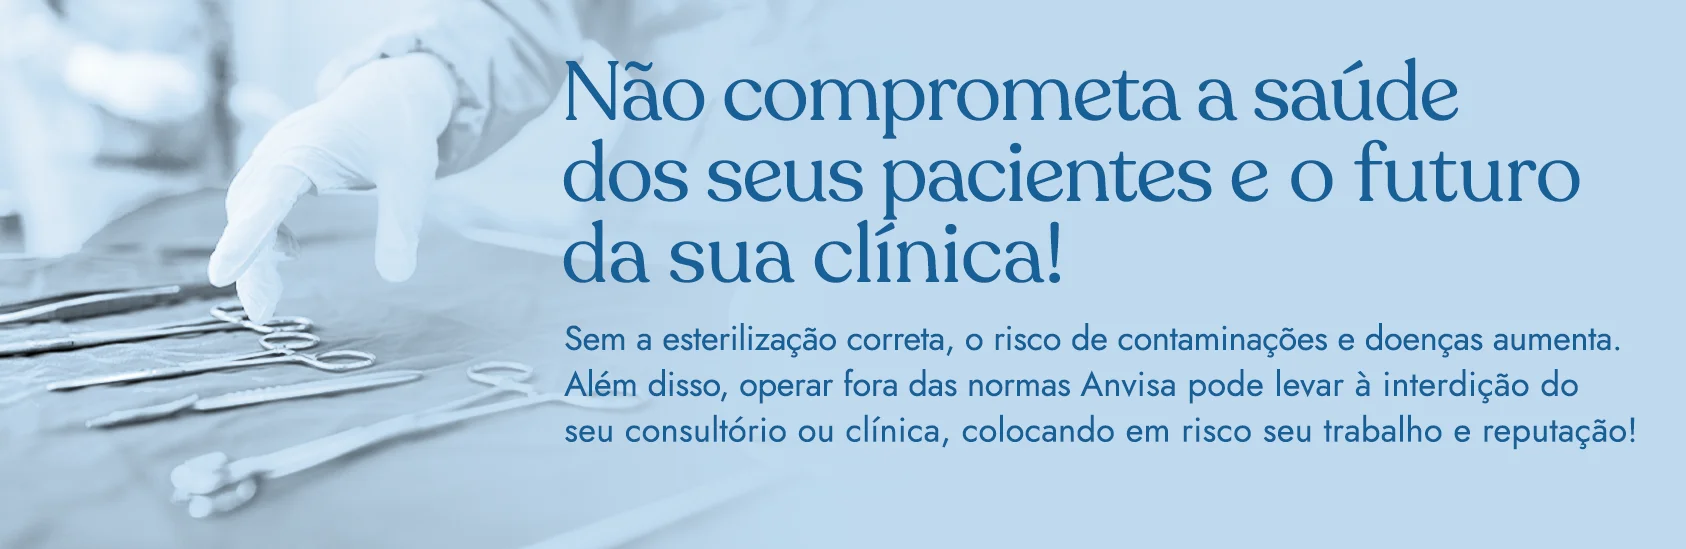 Não comprometa a saúde
dos seus pacientes e o futuro
da sua clínica!
Sem a esterilização correta, o risco de contaminações e doenças aumenta.
Além disso, operar fora das normas Anvisa pode levar à interdição do
seu consultório ou clínica, colocando em risco seu trabalho e reputação!